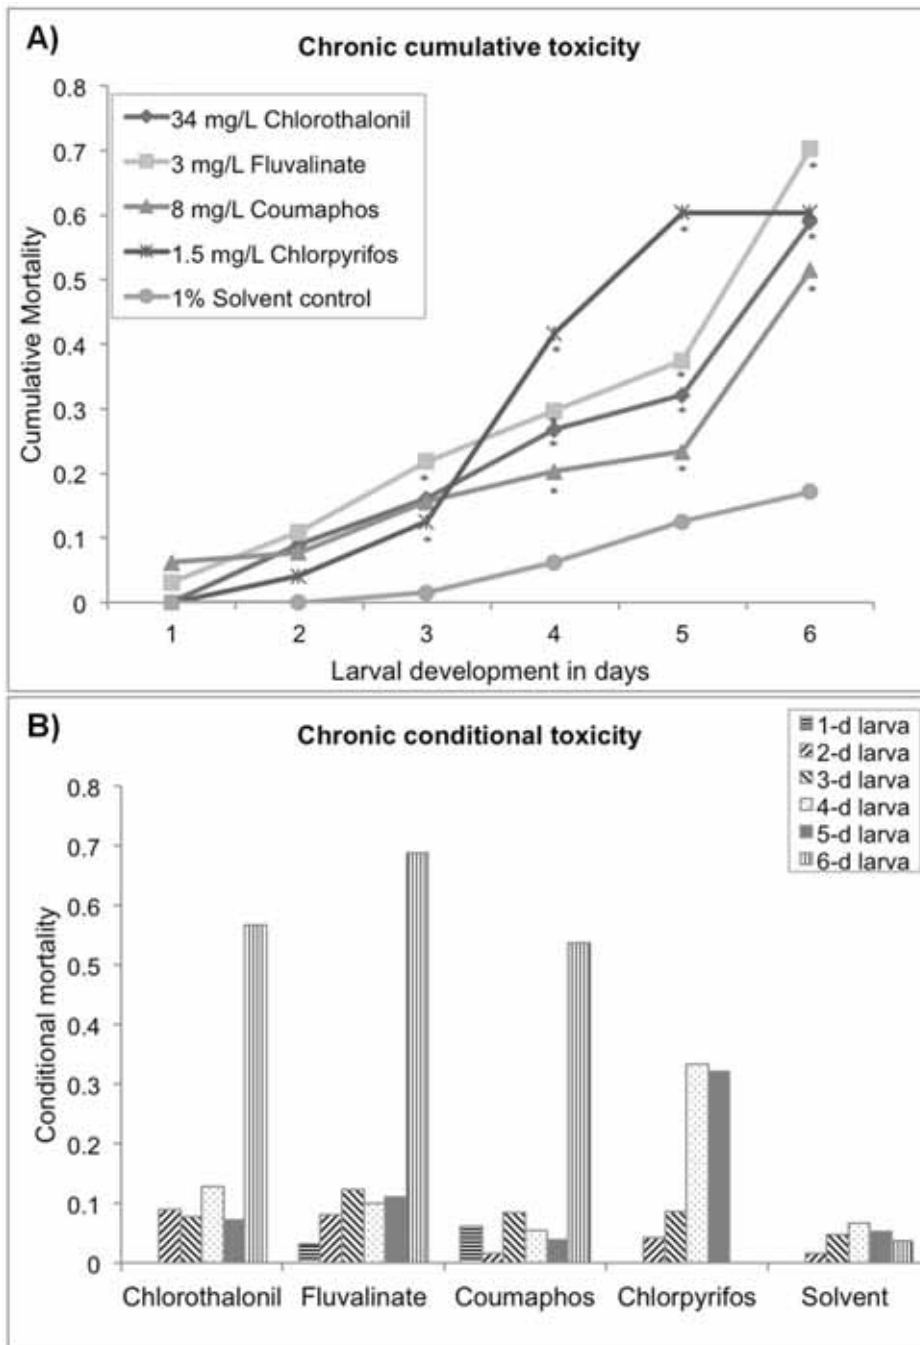 A)
Chronic cumulative toxicity
0.8
0.7
0.6
0.5
0.4
0.3
0.2
0.1
0
34 mg/L Chlorothalonil
3 mg/L Fluvalinate
8 mg/L Coumaphos
1.5 mg/L Chlorpyrifos
1% Solvent control
Cumulative Mortality
1 2 3 4 5 6
Larval development in days
B)
Chronic conditional toxicity
1-d larva
2-d larva
3-d larva
4-d larva
5-d larva
6-d larva
0.8
0.7
0.6
0.5
0.4
0.3
0.2
0.1
0
Conditional mortality
Chlorothalonil Fluvalinate Coumaphos Chlorpyrifos Solvent